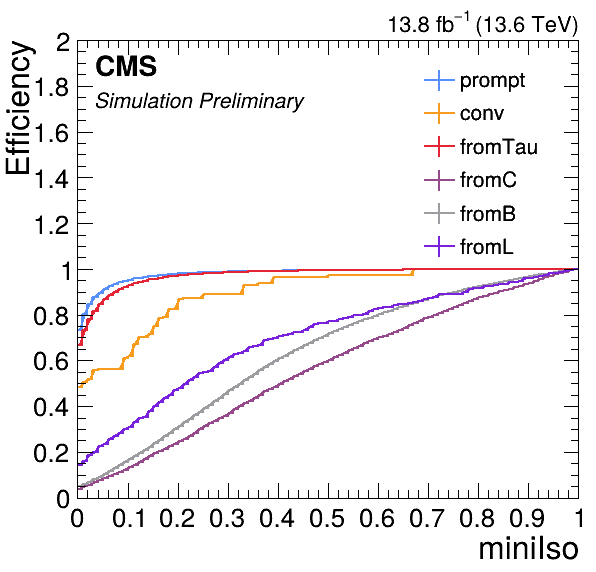 13.8 fb⁻¹ (13.6 TeV)
CMS
Simulation Preliminary
prompt
conv
fromTau
fromC
fromB
fromL
Efficiency
2
1.8
1.6
1.4
1.2
1
0.8
0.6
0.4
0.2
0
0 0.1 0.2 0.3 0.4 0.5 0.6 0.7 0.8 0.9 1
miniIso